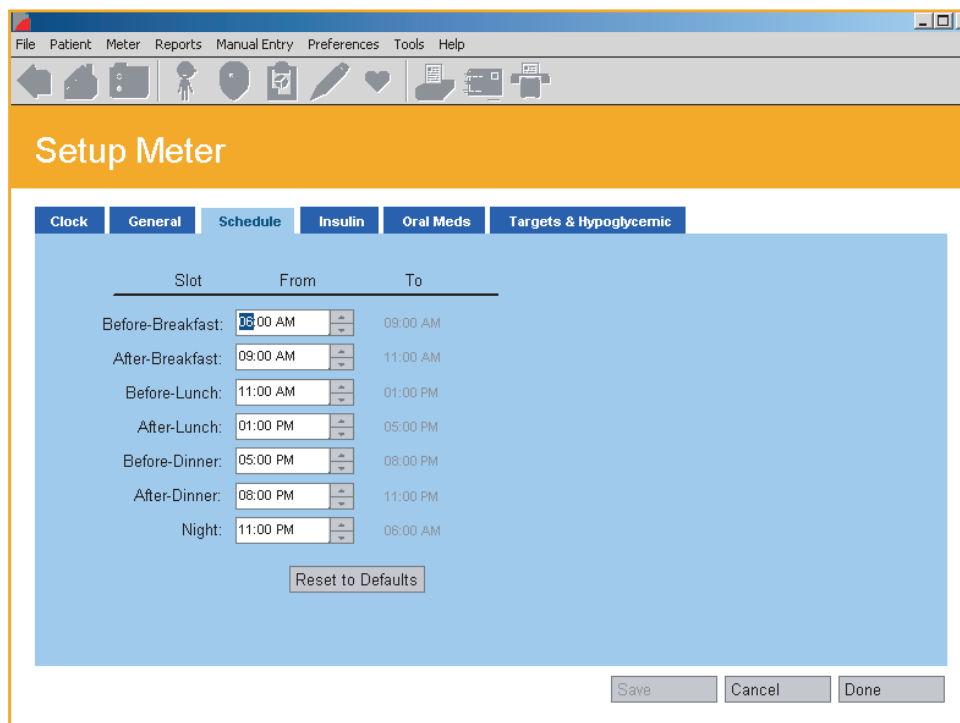 File Patient Meter Reports Manual Entry Preferences Tools Help
Setup Meter
Clock General Schedule Insulin Oral Meds Targets & Hypoglycemic
Slot From To
Before-Breakfast: 06:00 AM 09:00 AM
After-Breakfast: 09:00 AM 11:00 AM
Before-Lunch: 11:00 AM 01:00 PM
After-Lunch: 01:00 PM 05:00 PM
Before-Dinner: 05:00 PM 08:00 PM
After-Dinner: 08:00 PM 11:00 PM
Night: 11:00 PM 06:00 AM
Reset to Defaults
Save Cancel Done